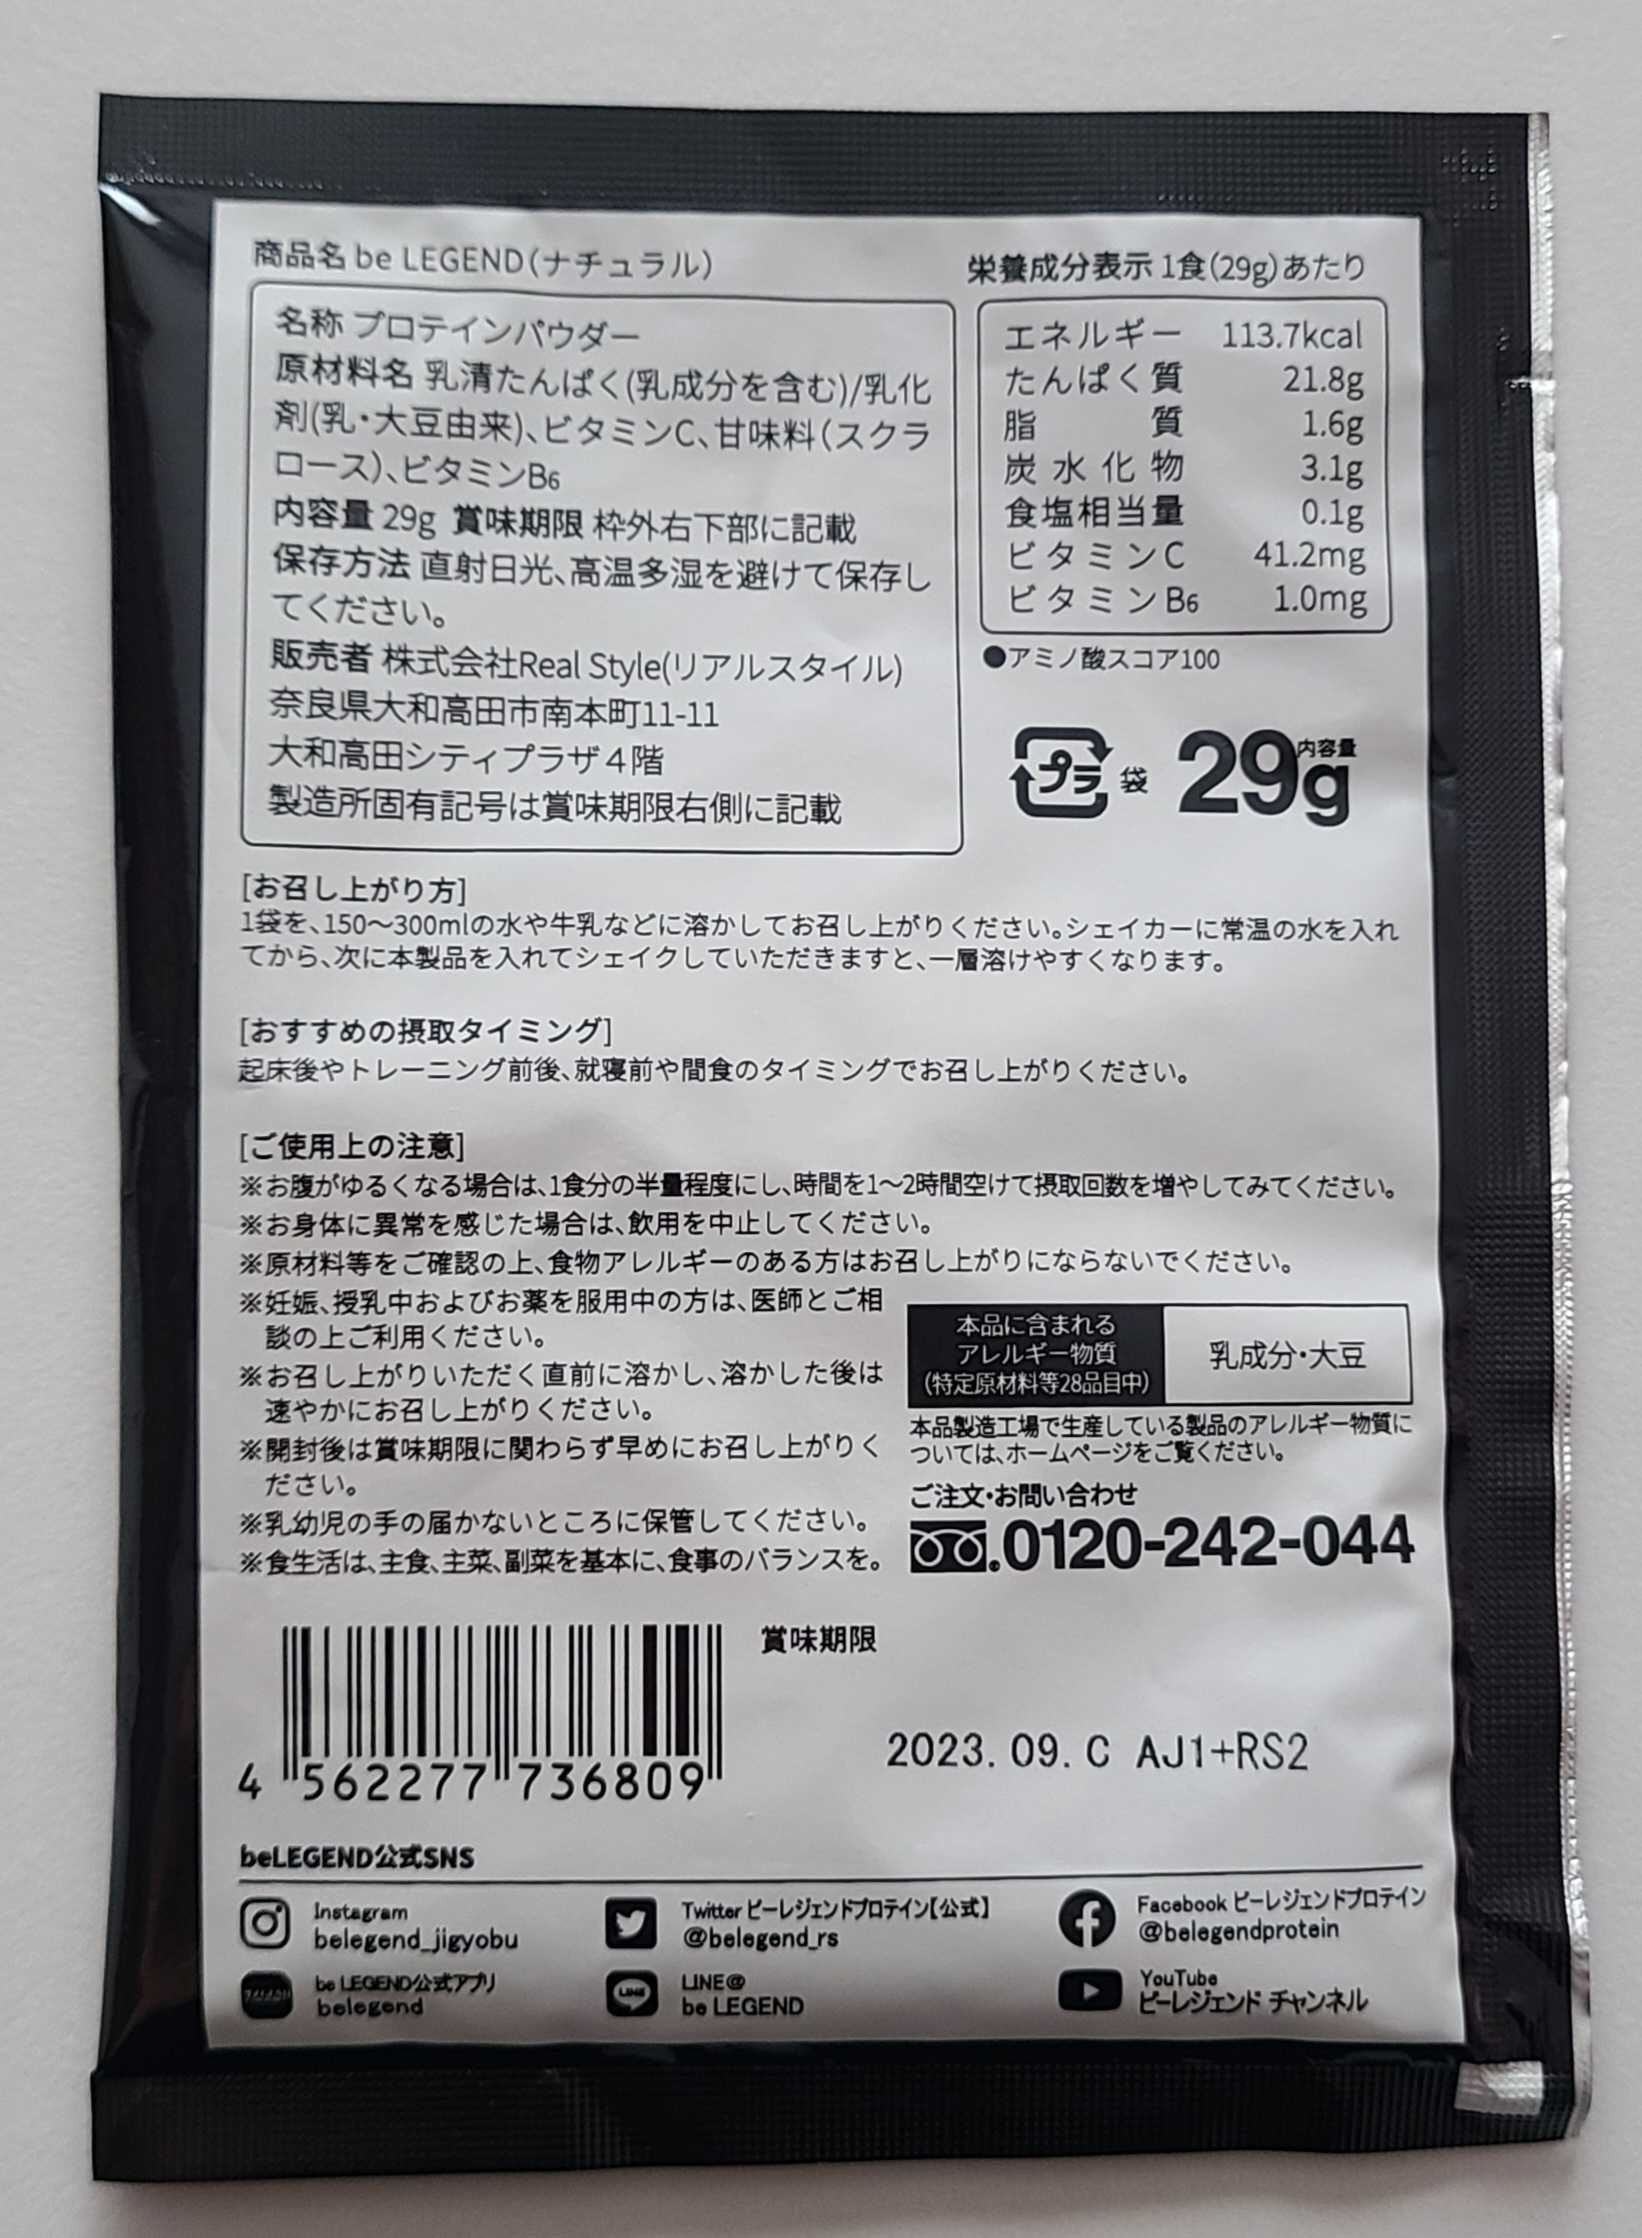 商品名 be LEGEND(ナチュラル)
名称 プロテインパウダー
原材料名 乳清たんぱく(乳成分を含む)/乳化
剤(乳・大豆由来)、ビタミンC、甘味料(スクラ
ロース)、ビタミンB6
内容量 29g 賞味期限 枠外右下部に記載
保存方法 直射日光、高温多湿を避けて保存し
てください。
販売者 株式会社Real Style(リアルスタイル)
奈良県大和高田市南本町11-11
大和高田シティプラザ4階
製造所固有記号は賞味期限右側に記載
栄養成分表示 1食(29g)あたり
エネルギー 113.7kcal
たんぱく質 21.8g
脂質 1.6g
炭水化物 3.1g
食塩相当量 0.1g
ビタミンC 41.2mg
ビタミンB6 1.0mg
●アミノ酸スコア100
プラ 袋 内容量 29g
[お召し上がり方]
1袋を、150〜300mlの水や牛乳などに溶かしてお召し上がりください。シェイカーに常温の水を入れ
てから、次に本製品を入れてシェイクしていただきますと、一層溶けやすくなります。
[おすすめの摂取タイミング]
起床後やトレーニング前後、就寝前や間食のタイミングでお召し上がりください。
[ご使用上の注意]
※お腹がゆるくなる場合は、1食分の半量程度にし、時間を1〜2時間空けて摂取回数を増やしてみてください。
※お身体に異常を感じた場合は、飲用を中止してください。
※原材料等をご確認の上、食物アレルギーのある方はお召し上がりにならないでください。
※妊娠、授乳中およびお薬を服用中の方は、医師とご相
談の上ご利用ください。
※お召し上がりいただく直前に溶かし、溶かした後は
速やかにお召し上がりください。
※開封後は賞味期限に関わらず早めにお召し上がりく
ださい。
※乳幼児の手の届かないところに保管してください。
※食生活は、主食、主菜、副菜を基本に、食事のバランスを。
本品に含まれる
アレルギー物質
(特定原材料等28品目中)
乳成分・大豆
本品製造工場で生産している製品のアレルギー物質に
ついては、ホームページをご覧ください。
ご注文・お問い合わせ
0120-242-044
賞味期限
2023. 09. C AJ1+RS2
4 562277 736809
beLEGEND公式SNS
Instagram
belegend_jigyobu
Twitter ビーレジェンドプロテイン【公式】
@belegend_rs
Facebook ビーレジェンドプロテイン
@belegendprotein
be LEGEND公式アプリ
belegend
LINE
LINE@
be LEGEND
YouTube
ビーレジェンド チャンネル